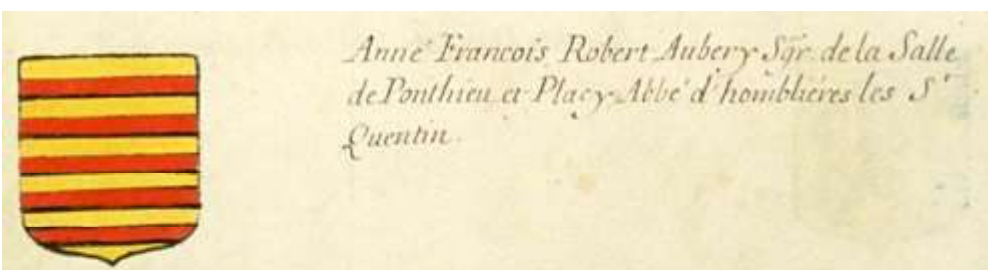 Anne François Robert Aubery Sgr. de la Salle
de Ponthieu et Placy Abbé d'homblieres les St
Quentin.